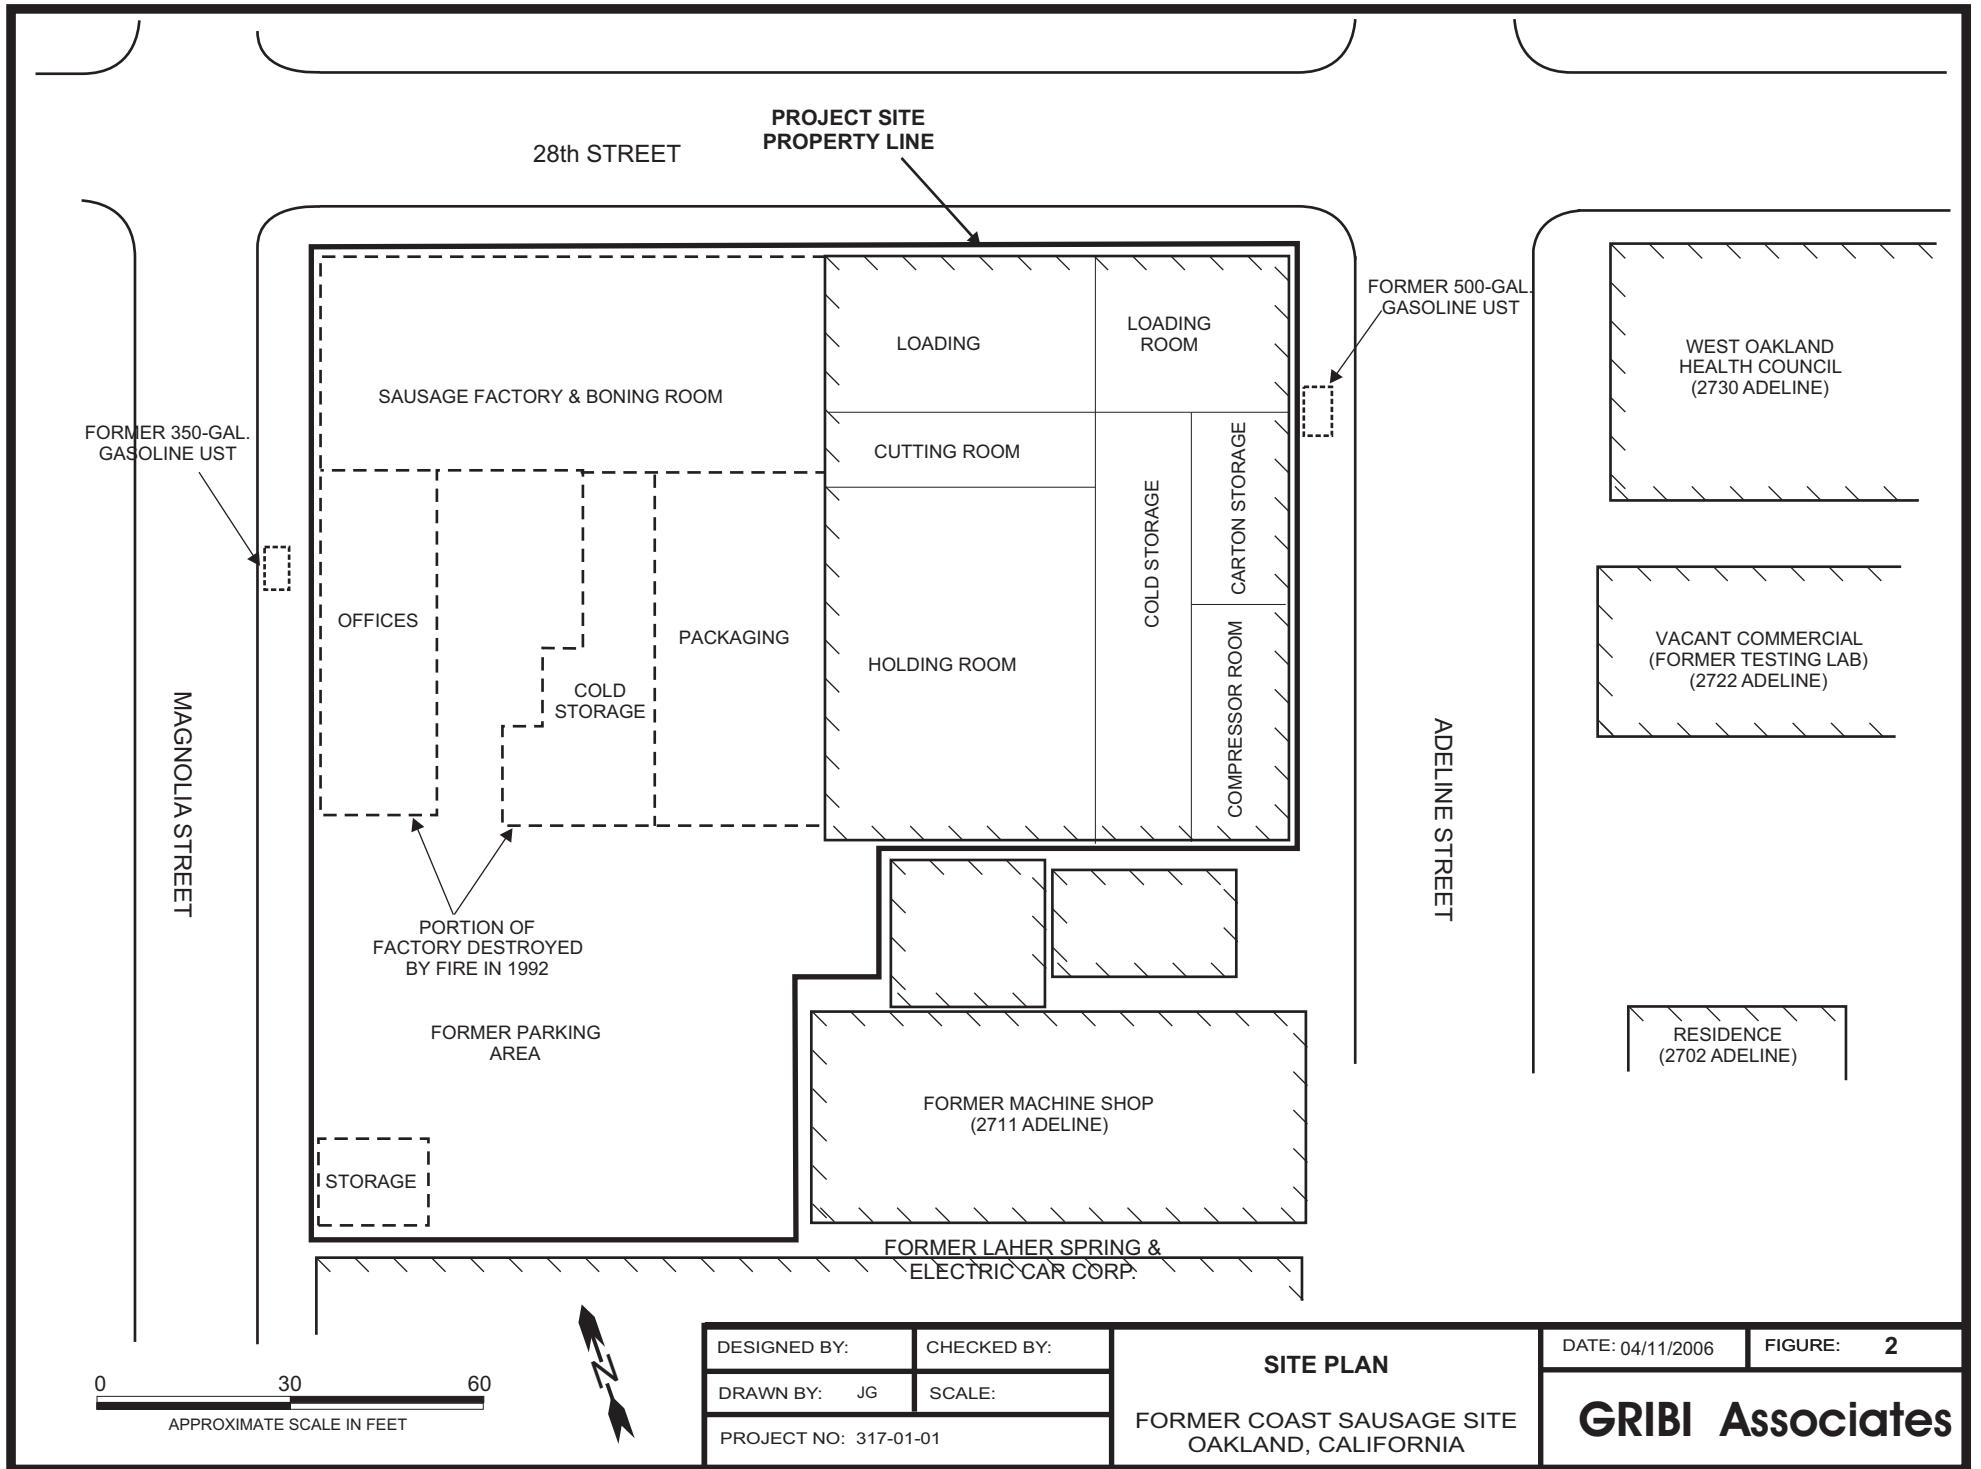 PROJECT SITE
PROPERTY LINE
28th STREET
FORMER 500-GAL.
GASOLINE UST
LOADING
LOADING
ROOM
WEST OAKLAND
HEALTH COUNCIL
(2730 ADELINE)
SAUSAGE FACTORY & BONING ROOM
FORMER 350-GAL.
GASOLINE UST
CUTTING ROOM
COLD STORAGE
CARTON STORAGE
OFFICES
PACKAGING
HOLDING ROOM
COLD
STORAGE
COMPRESSOR ROOM
VACANT COMMERCIAL
(FORMER TESTING LAB)
(2722 ADELINE)
MAGNOLIA STREET
ADELINE STREET
PORTION OF
FACTORY DESTROYED
BY FIRE IN 1992
FORMER PARKING
AREA
RESIDENCE
(2702 ADELINE)
FORMER MACHINE SHOP
(2711 ADELINE)
STORAGE
FORMER LAHER SPRING &
ELECTRIC CAR CORP.
N
0 30 60
APPROXIMATE SCALE IN FEET
DESIGNED BY:
CHECKED BY:
DRAWN BY: JG
SCALE:
PROJECT NO: 317-01-01
SITE PLAN
FORMER COAST SAUSAGE SITE
OAKLAND, CALIFORNIA
DATE: 04/11/2006
FIGURE: 2
GRIBI Associates